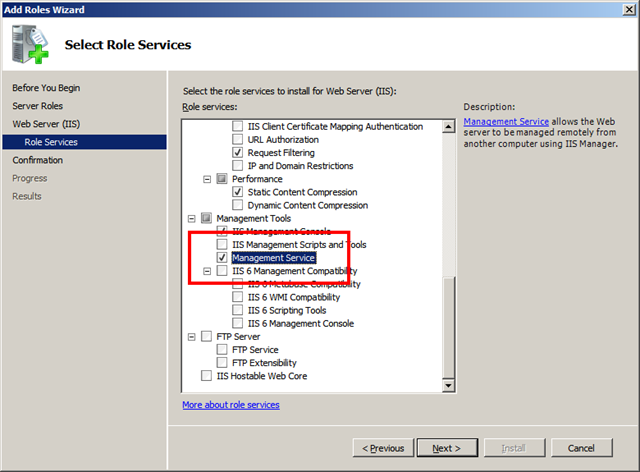 Add Roles Wizard
Select Role Services
Before You Begin
Server Roles
Web Server (IIS)
Role Services
Confirmation
Progress
Results
Select the role services to install for Web Server (IIS):
Role services:
IIS Client Certificate Mapping Authentication
URL Authorization
Request Filtering
IP and Domain Restrictions
Performance
Static Content Compression
Dynamic Content Compression
Management Tools
IIS Management Console
IIS Management Scripts and Tools
Management Service
IIS 6 Management Compatibility
IIS 6 Metabase Compatibility
IIS 6 WMI Compatibility
IIS 6 Scripting Tools
IIS 6 Management Console
FTP Server
FTP Service
FTP Extensibility
IIS Hostable Web Core
More about role services
Description:
Management Service allows the Web
server to be managed remotely from
another computer using IIS Manager.
< Previous
Next >
Install
Cancel